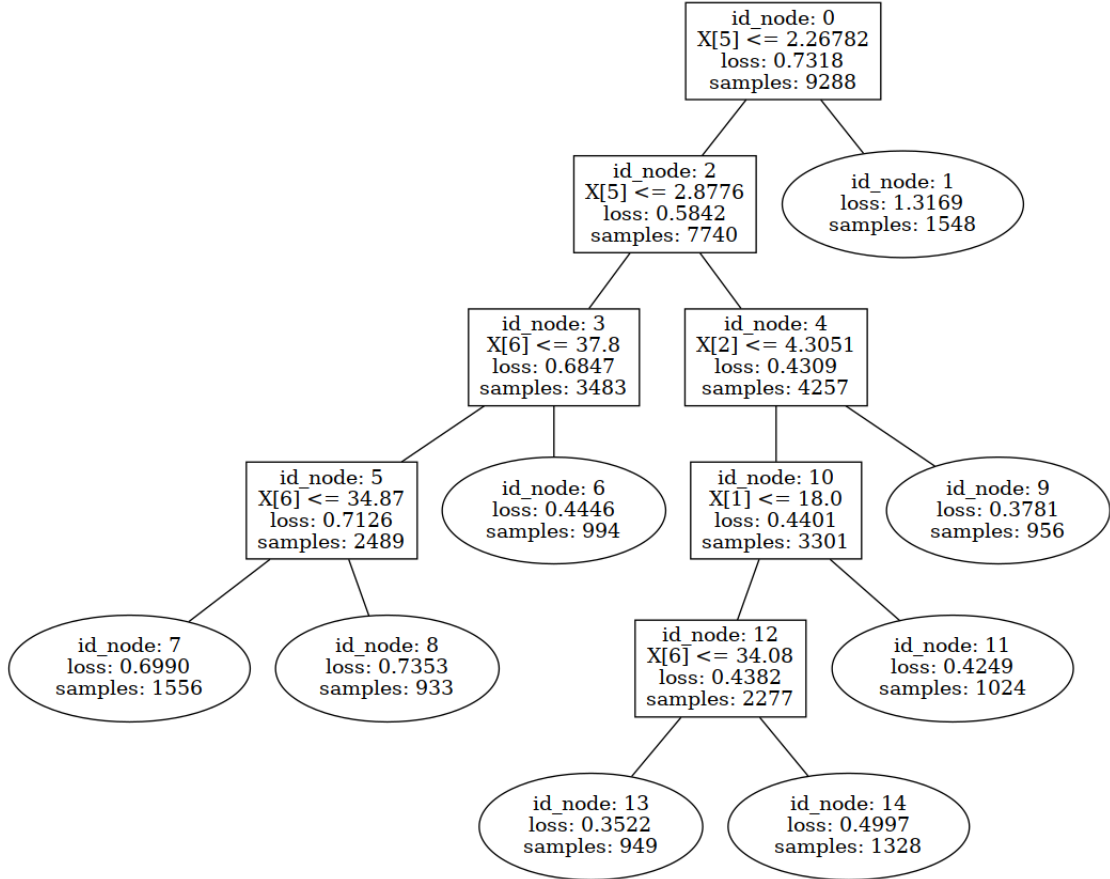 id_node: 0
X[5] <= 2.26782
loss: 0.7318
samples: 9288
id_node: 2
X[5] <= 2.8776
loss: 0.5842
samples: 7740
id_node: 1
loss: 1.3169
samples: 1548
id_node: 3
X[6] <= 37.8
loss: 0.6847
samples: 3483
id_node: 4
X[2] <= 4.3051
loss: 0.4309
samples: 4257
id_node: 5
X[6] <= 34.87
loss: 0.7126
samples: 2489
id_node: 6
loss: 0.4446
samples: 994
id_node: 10
X[1] <= 18.0
loss: 0.4401
samples: 3301
id_node: 9
loss: 0.3781
samples: 956
id_node: 7
loss: 0.6990
samples: 1556
id_node: 8
loss: 0.7353
samples: 933
id_node: 12
X[6] <= 34.08
loss: 0.4382
samples: 2277
id_node: 11
loss: 0.4249
samples: 1024
id_node: 13
loss: 0.3522
samples: 949
id_node: 14
loss: 0.4997
samples: 1328